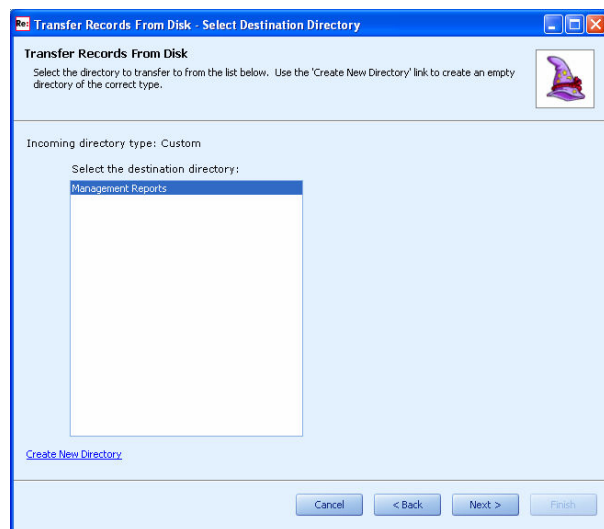 Re: Transfer Records From Disk - Select Destination Directory
Transfer Records From Disk
Select the directory to transfer to from the list below. Use the 'Create New Directory' link to create an empty
directory of the correct type.
Incoming directory type: Custom
Select the destination directory:
Management Reports
Create New Directory
Cancel < Back Next > Finish